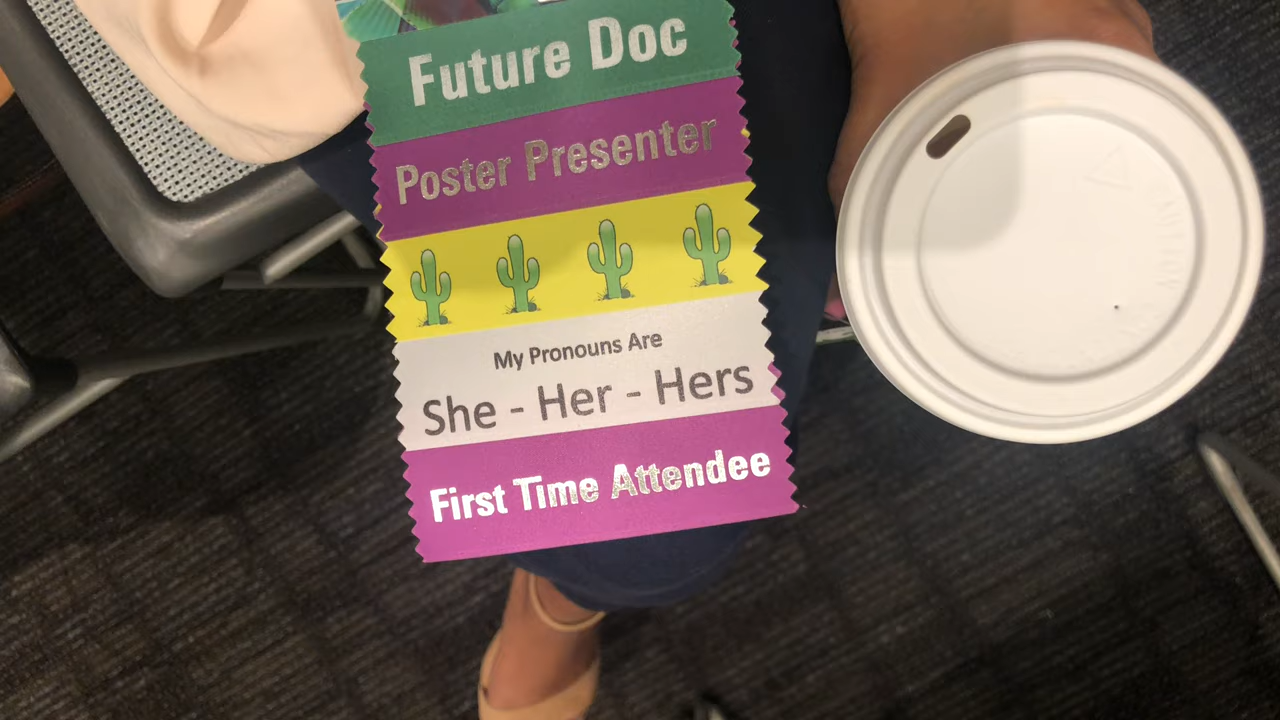 Future Doc
Poster Presenter
My Pronouns Are
She - Her - Hers
First Time Attendee